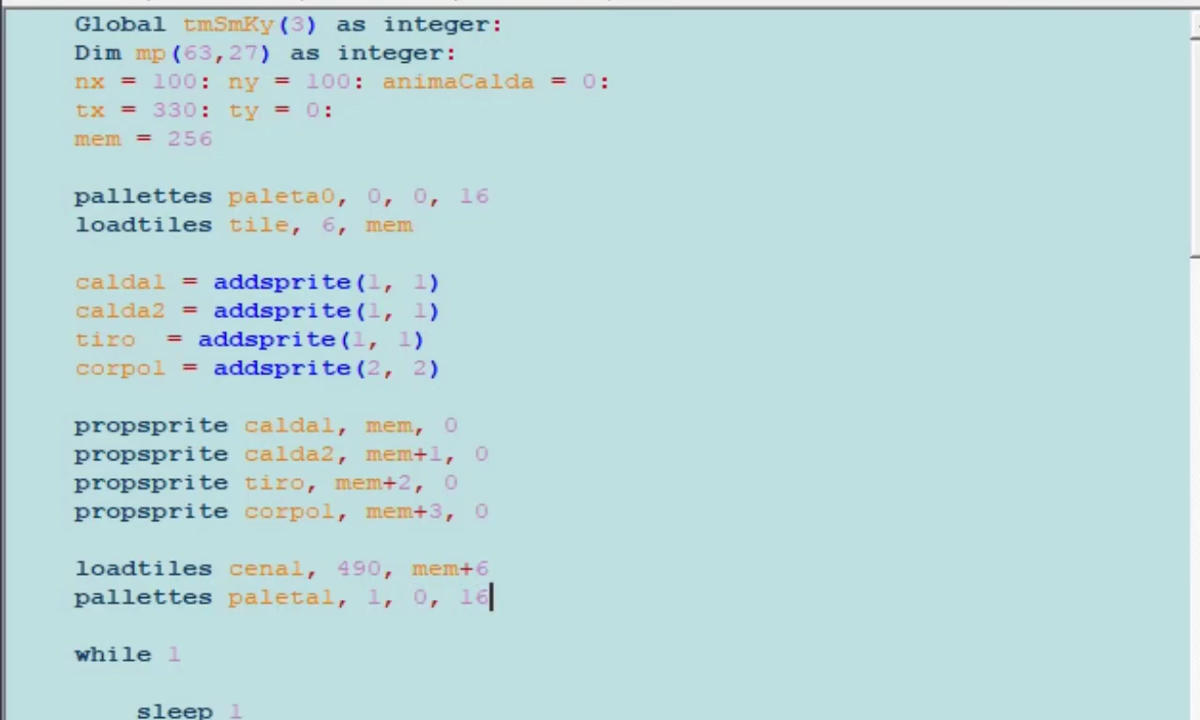 Global tmSmKy(3) as integer:
Dim mp(63,27) as integer:
nx = 100: ny = 100: animaCalda = 0:
tx = 330: ty = 0:
mem = 256
pallettes paleta0, 0, 0, 16
loadtiles tile, 6, mem
calda1 = addsprite(1, 1)
calda2 = addsprite(1, 1)
tiro  = addsprite(1, 1)
corpo1 = addsprite(2, 2)
propsprite calda1, mem, 0
propsprite calda2, mem+1, 0
propsprite tiro, mem+2, 0
propsprite corpo1, mem+3, 0
loadtiles cena1, 490, mem+6
pallettes paleta1, 1, 0, 16
while 1
sleep 1